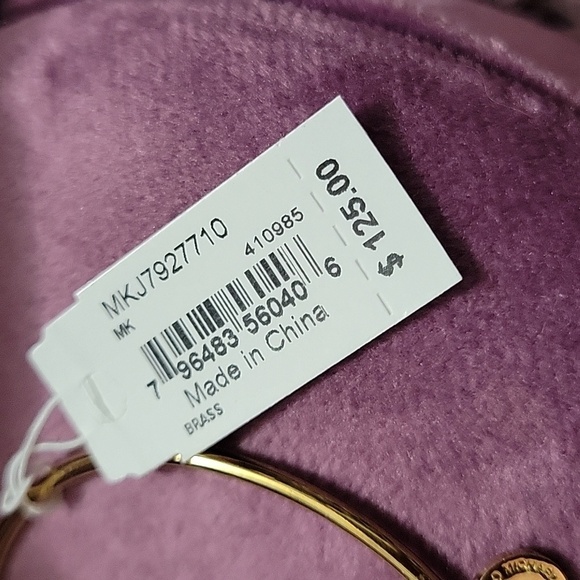 MKJ7927710
MK 410985
7 96483 56040 6
Made in China
BRASS
$ 125.00